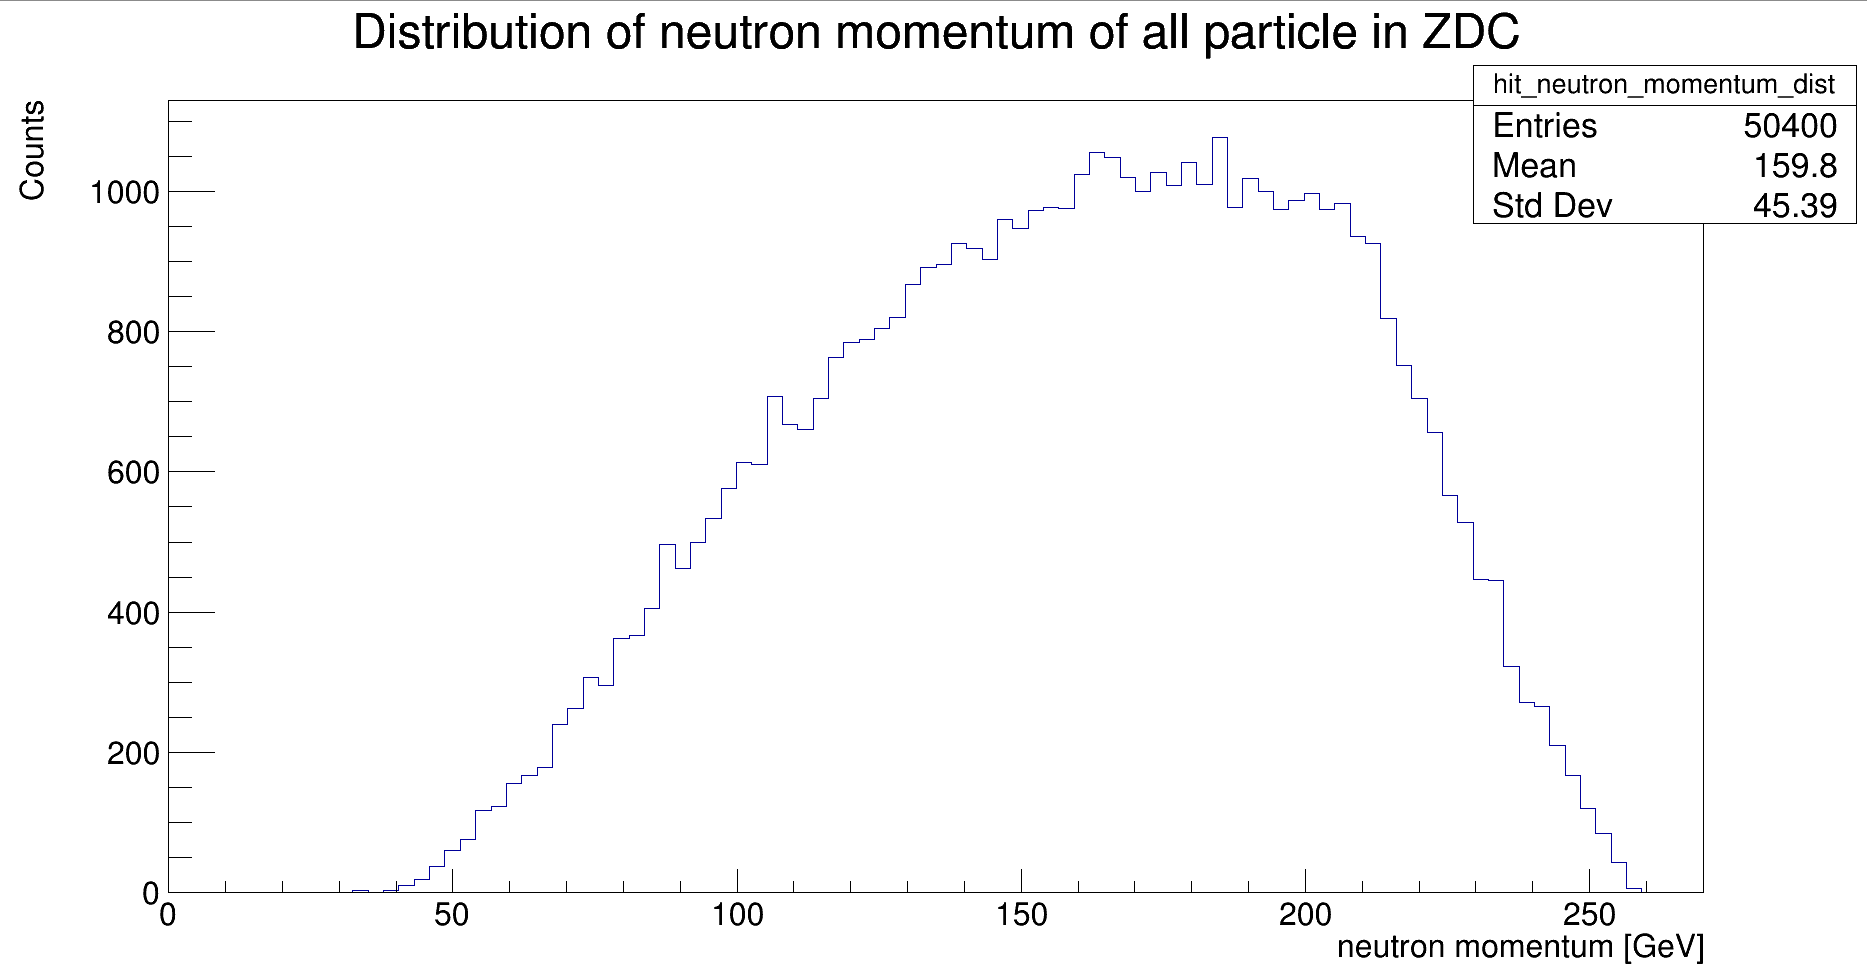 Distribution of neutron momentum of all particle in ZDC
hit_neutron_momentum_dist
Entries 50400
Mean 159.8
Std Dev 45.39
Counts
1000
800
600
400
200
0
0 50 100 150 200 250
neutron momentum [GeV]